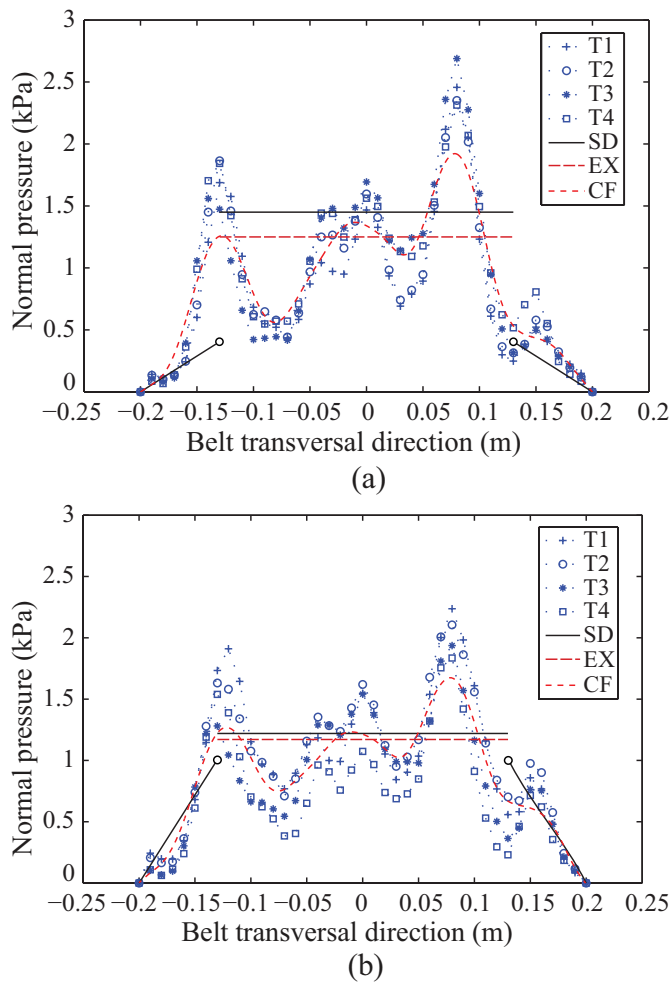 3
2.5
2
1.5
1
0.5
0
Normal pressure (kPa)
T1
T2
T3
T4
SD
EX
CF
−0.25 −0.2 −0.15 −0.1 −0.05 0 0.05 0.1 0.15 0.2 0.2
Belt transversal direction (m)
(a)
3
2.5
2
1.5
1
0.5
0
Normal pressure (kPa)
T1
T2
T3
T4
SD
EX
CF
−0.25 −0.2 −0.15 −0.1 −0.05 0 0.05 0.1 0.15 0.2 0.25
Belt transversal direction (m)
(b)